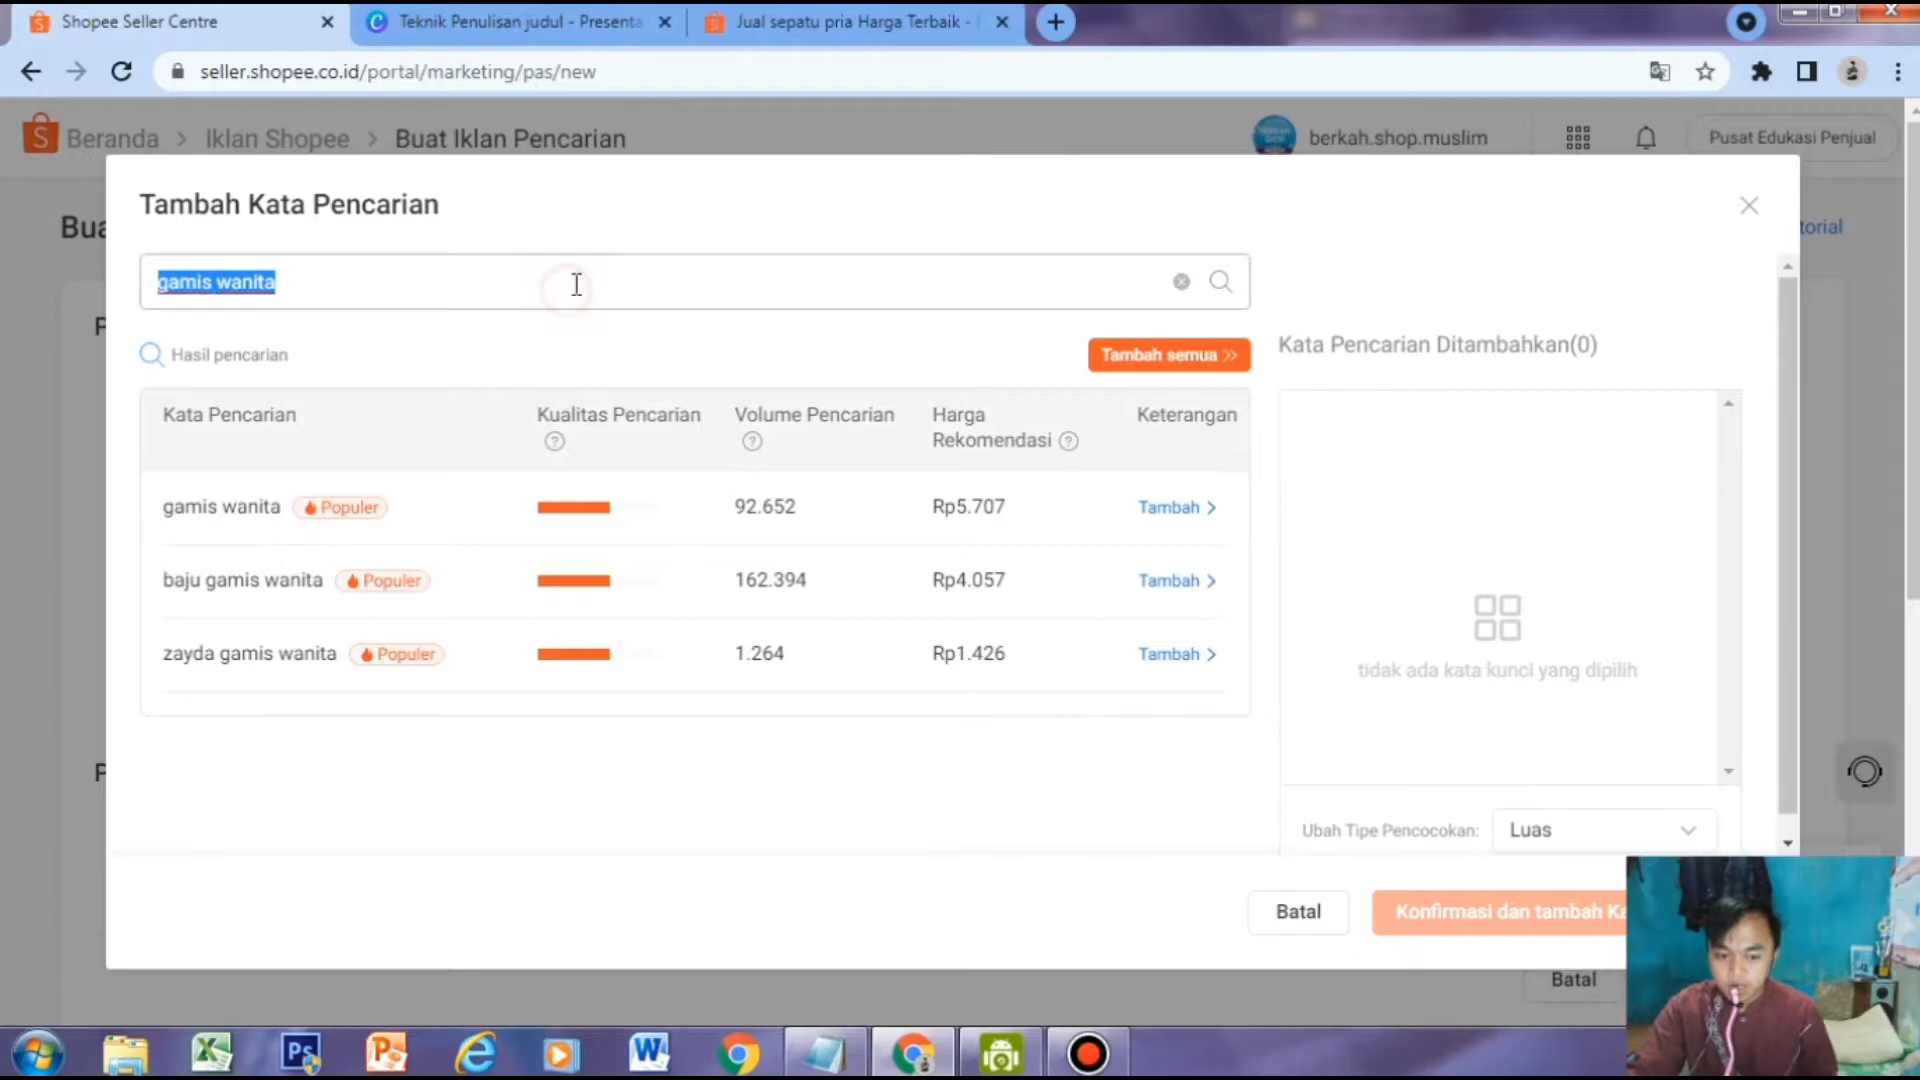 Shopee Seller Centre
Teknik Penulisan judul - Presenta
Jual sepatu pria Harga Terbaik -
seller.shopee.co.id/portal/marketing/pas/new
Beranda > Iklan Shopee > Buat Iklan Pencarian
berkah.shop.muslim
Pusat Edukasi Penjual
Bua
torial
Tambah Kata Pencarian
gamis wanita
Hasil pencarian
Tambah semua >>
Kata Pencarian Ditambahkan(0)
Kata Pencarian Kualitas Pencarian Volume Pencarian Harga Rekomendasi Keterangan
gamis wanita Populer 92.652 Rp5.707 Tambah >
baju gamis wanita Populer 162.394 Rp4.057 Tambah >
zayda gamis wanita Populer 1.264 Rp1.426 Tambah >
tidak ada kata kunci yang dipilih
Ubah Tipe Pencocokan: Luas
Batal
Konfirmasi dan tambah Ka
Batal